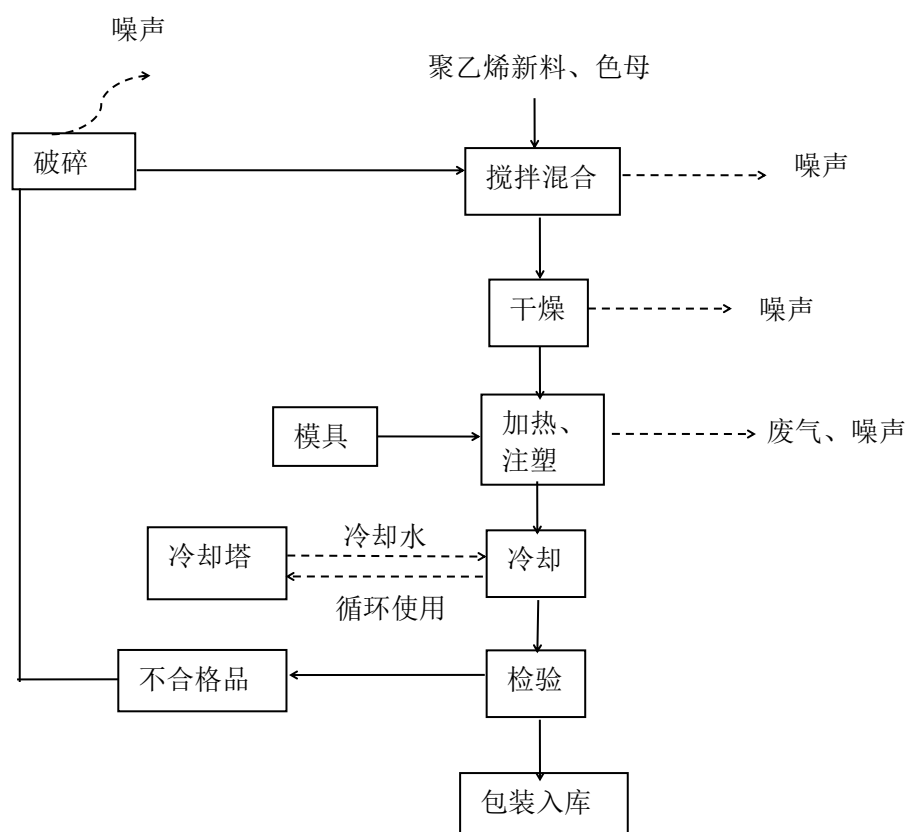 噪声
聚乙烯新料、色母
破碎
搅拌混合
噪声
干燥
噪声
模具
加热、
注塑
废气、噪声
冷却塔
冷却水
循环使用
冷却
不合格品
检验
包装入库